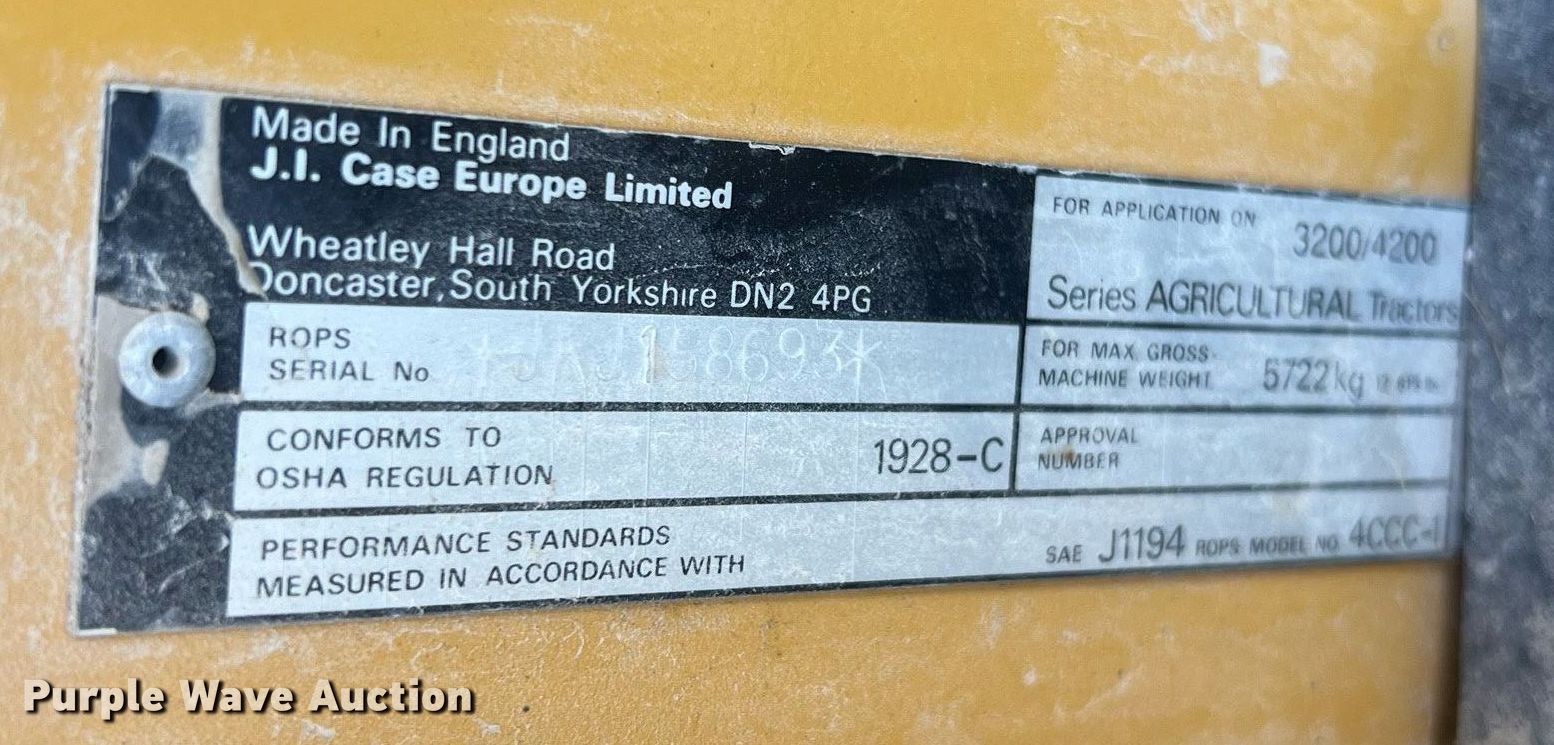 Made In England
J.I. Case Europe Limited
Wheatley Hall Road
Doncaster, South Yorkshire DN2 4PG
FOR APPLICATION ON 3200/4200
Series AGRICULTURAL Tractors
ROPS
SERIAL No
FOR MAX. GROSS
MACHINE WEIGHT 5722kg
CONFORMS TO
OSHA REGULATION 1928-C
APPROVAL
NUMBER
PERFORMANCE STANDARDS
MEASURED IN ACCORDANCE WITH
SAE J1194 ROPS MODEL NO. 4CCC-I
Purple Wave Auction